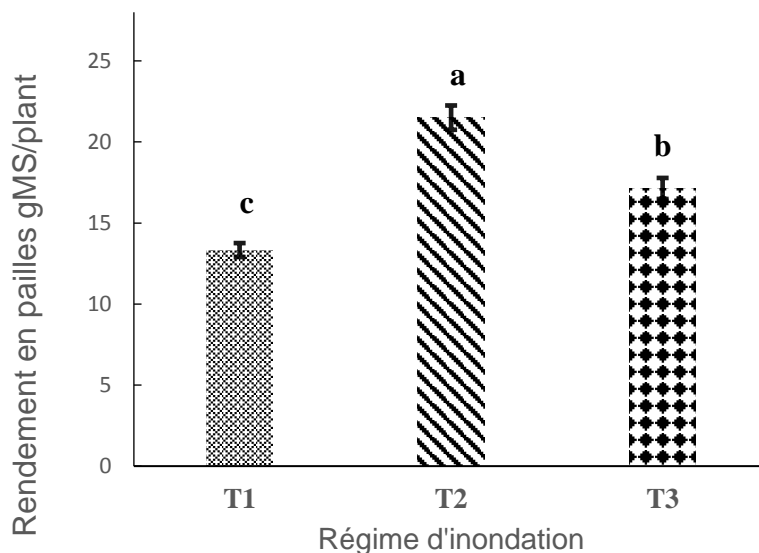 Rendement en pailles gMS/plant
25
20
15
10
5
0
c
a
b
T1 T2 T3
Régime d'inondation